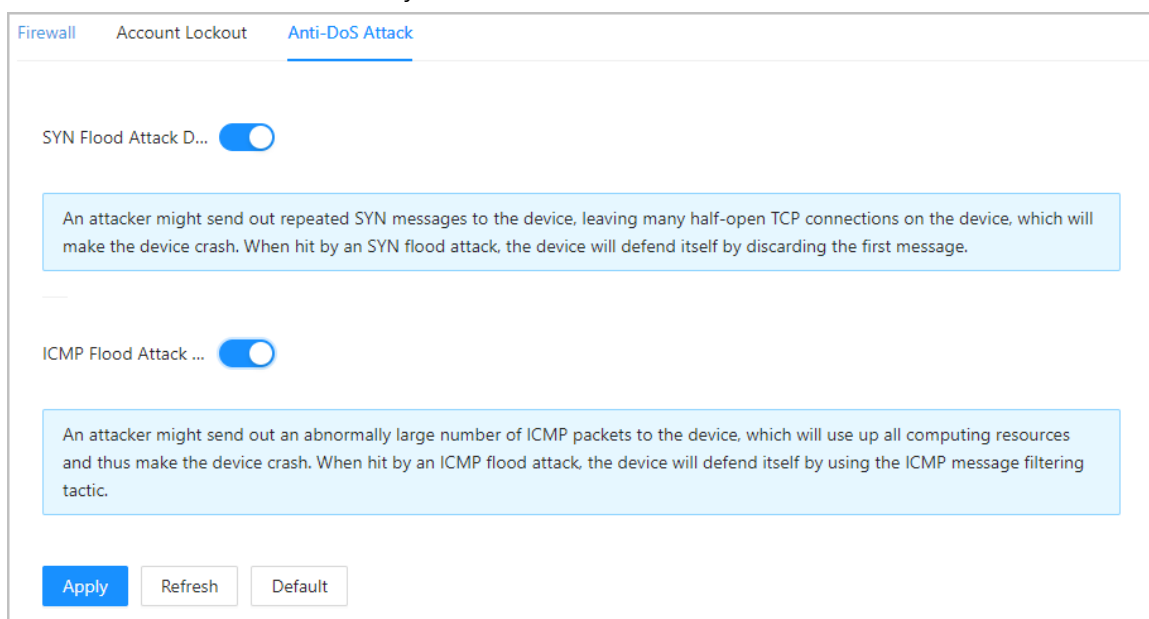 Firewall Account Lockout Anti-DoS Attack
SYN Flood Attack D...
An attacker might send out repeated SYN messages to the device, leaving many half-open TCP connections on the device, which will
make the device crash. When hit by an SYN flood attack, the device will defend itself by discarding the first message.
ICMP Flood Attack ...
An attacker might send out an abnormally large number of ICMP packets to the device, which will use up all computing resources
and thus make the device crash. When hit by an ICMP flood attack, the device will defend itself by using the ICMP message filtering
tactic.
Apply Refresh Default